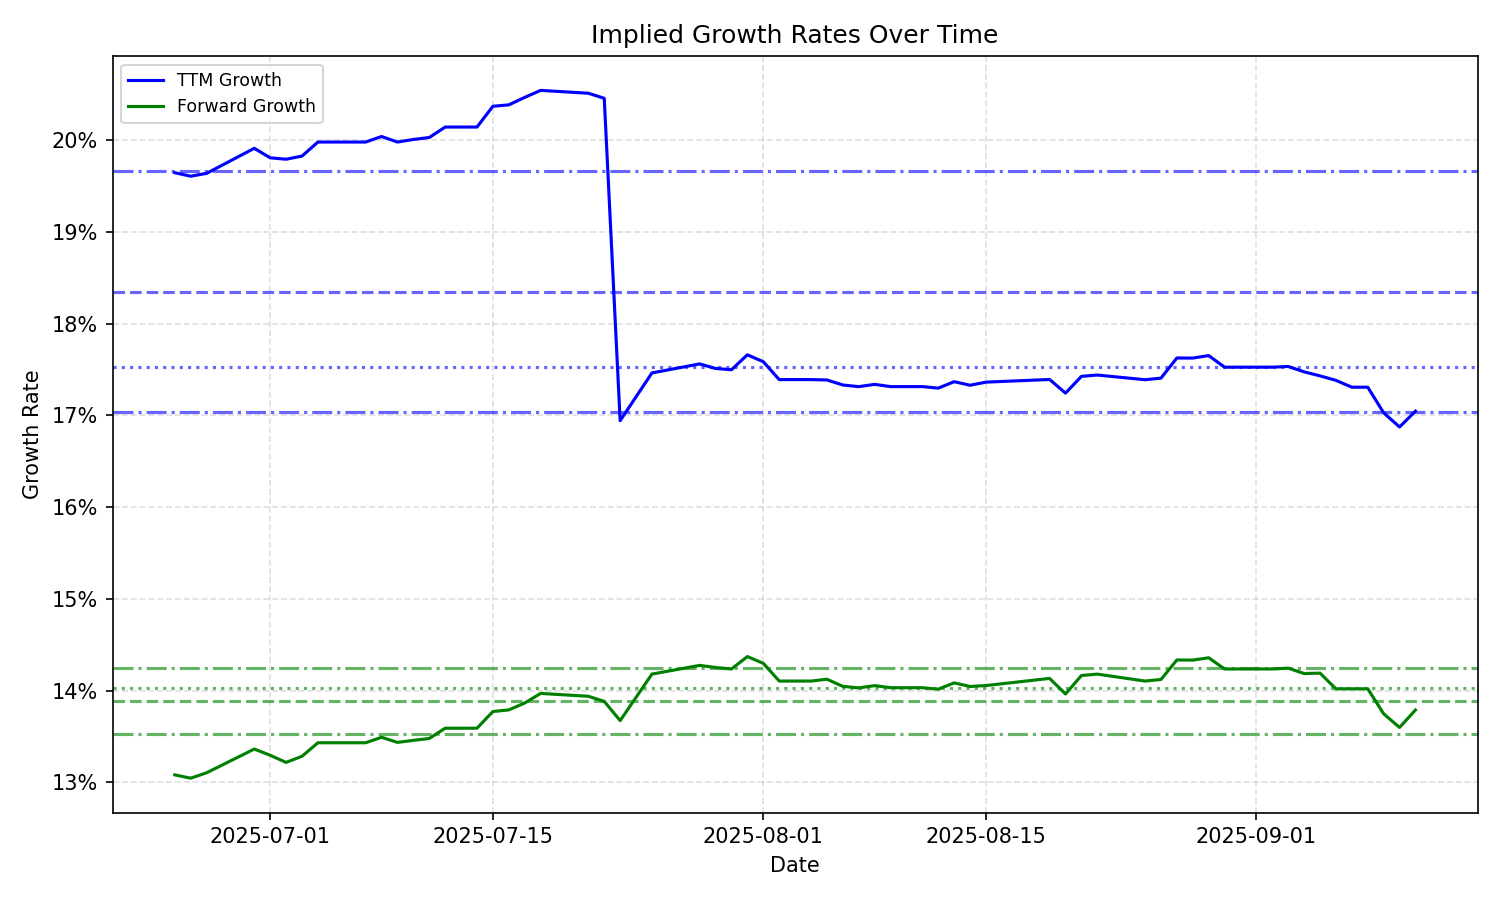 Implied Growth Rates Over Time
TTM Growth
Forward Growth
20%
19%
18%
17%
16%
15%
14%
13%
Growth Rate
2025-07-01
2025-07-15
2025-08-01
2025-08-15
2025-09-01
Date